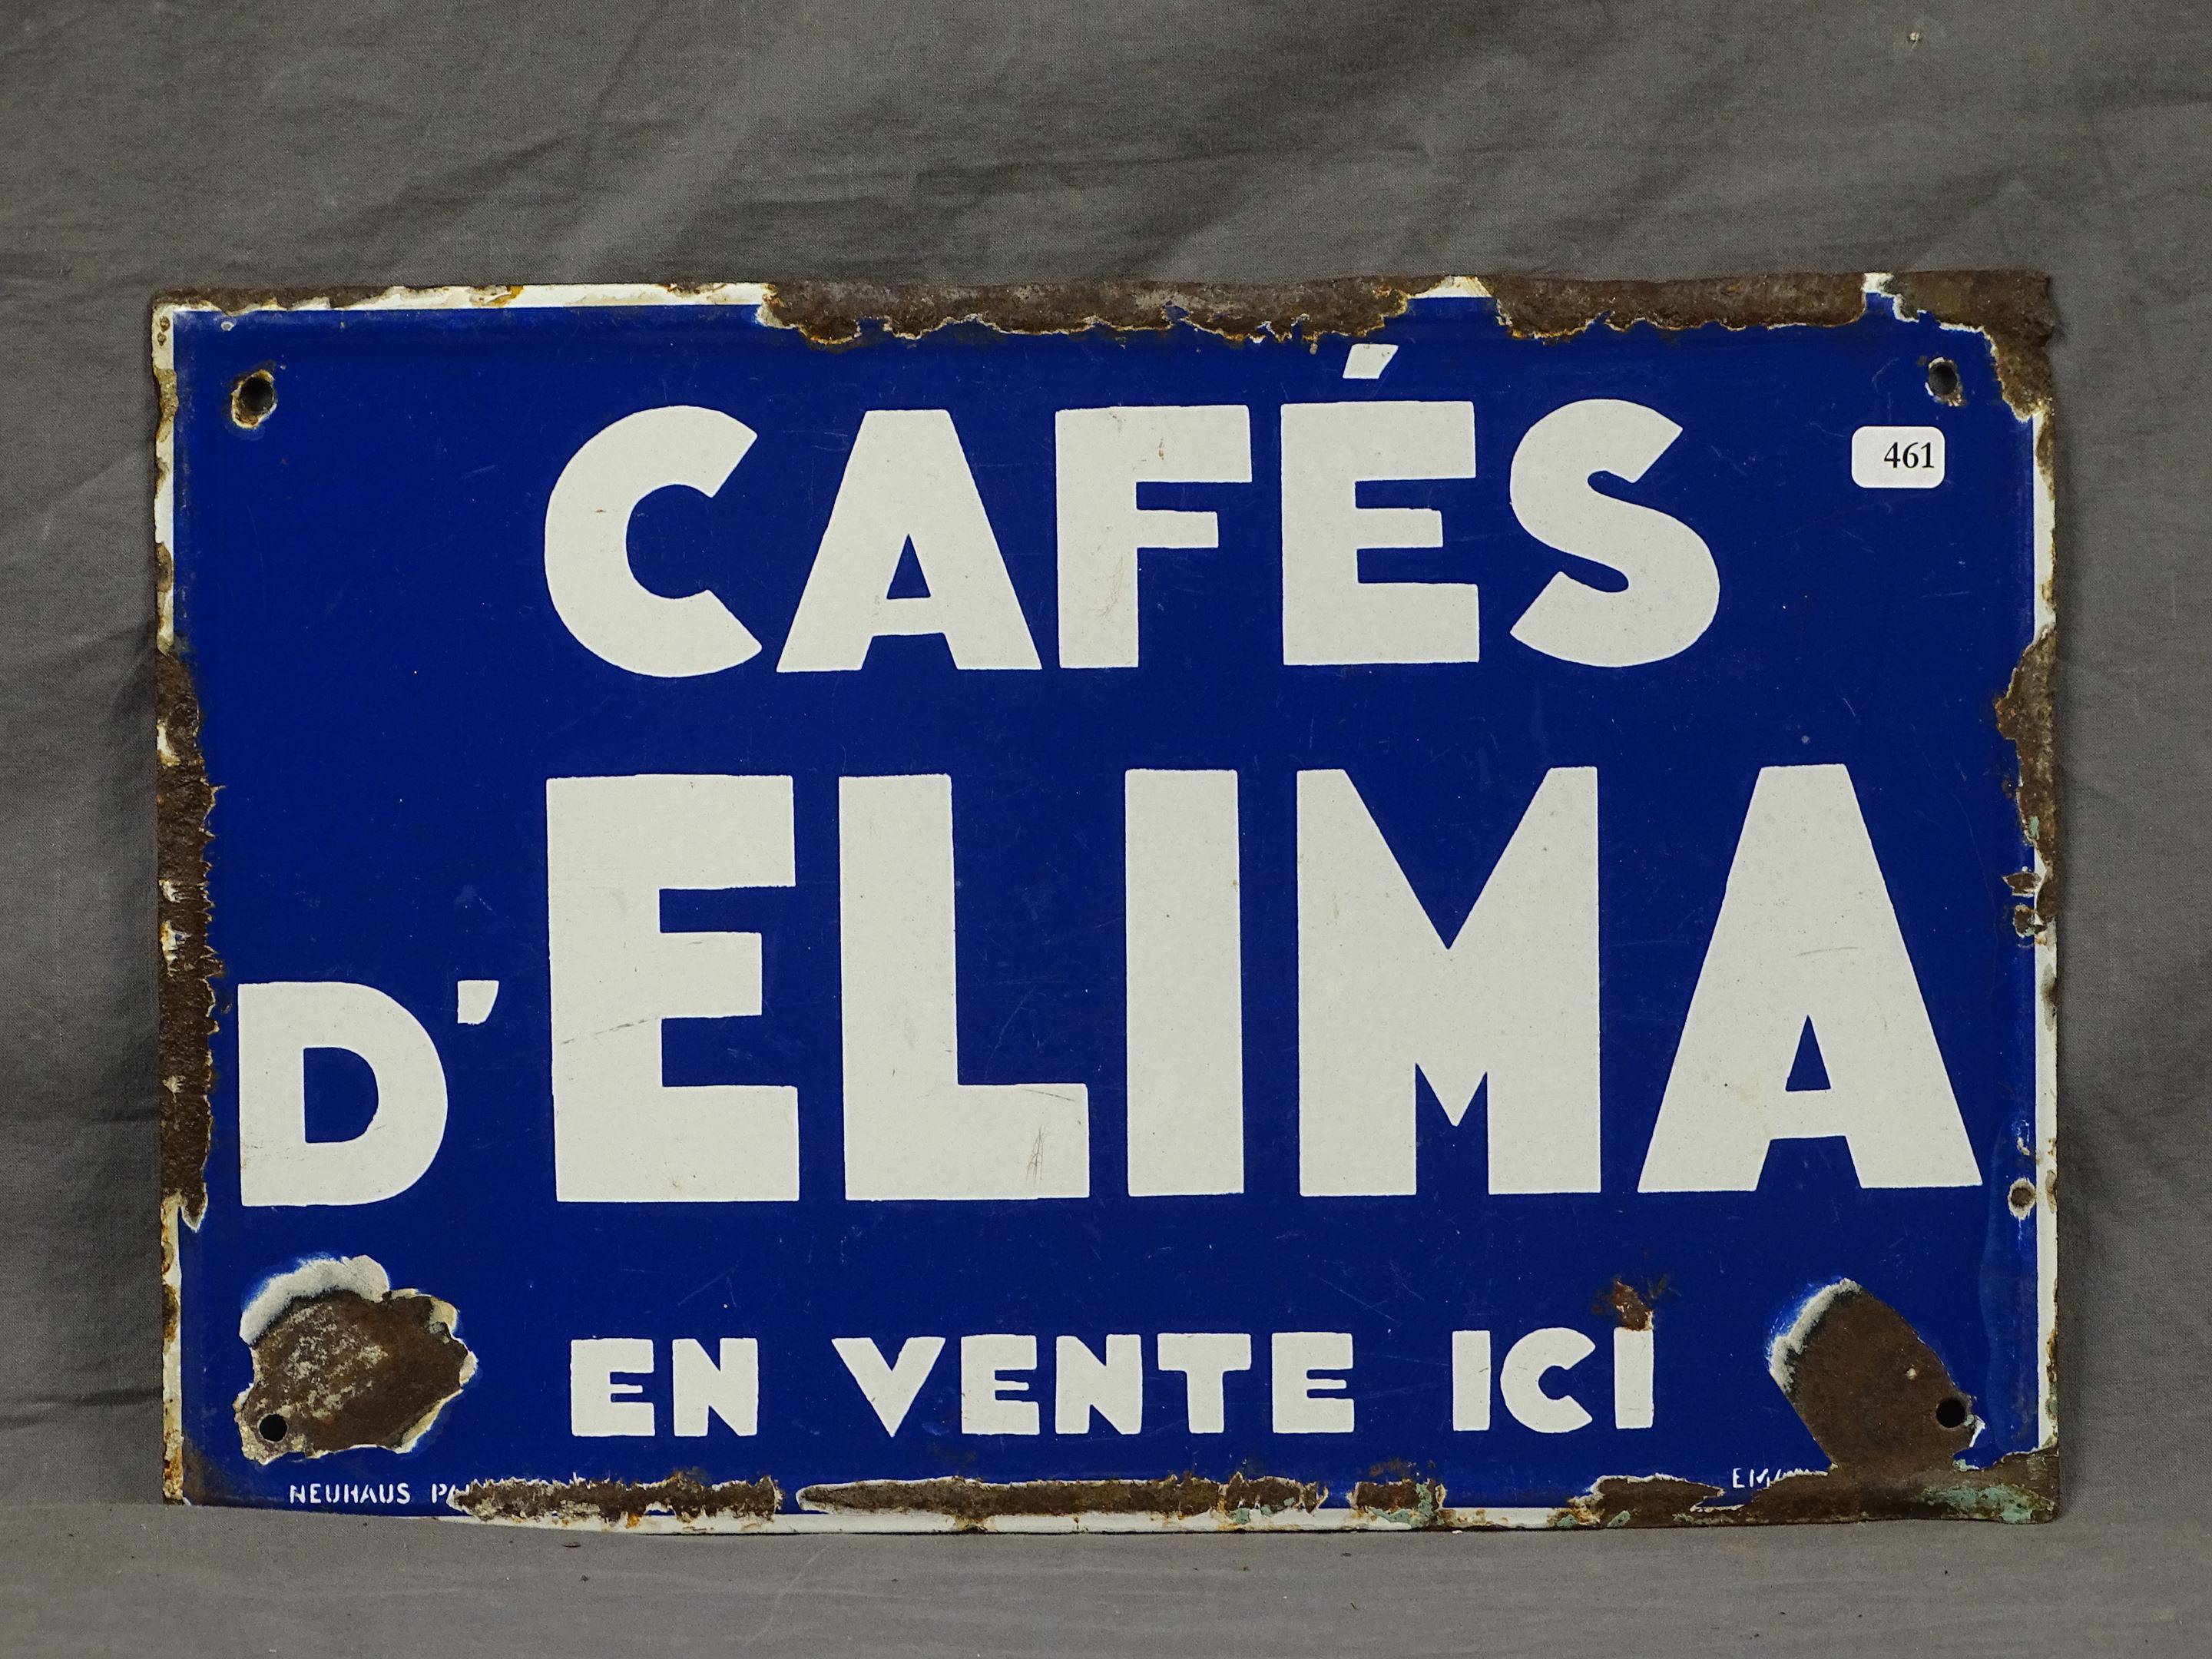 CAFÉS
461
D'ELIMA
EN VENTE ICI
NEUHAUS